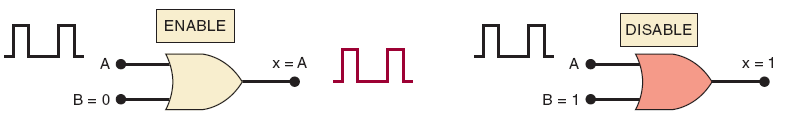 ENABLE
A
x = A
B = 0
DISABLE
A
x = 1
B = 1